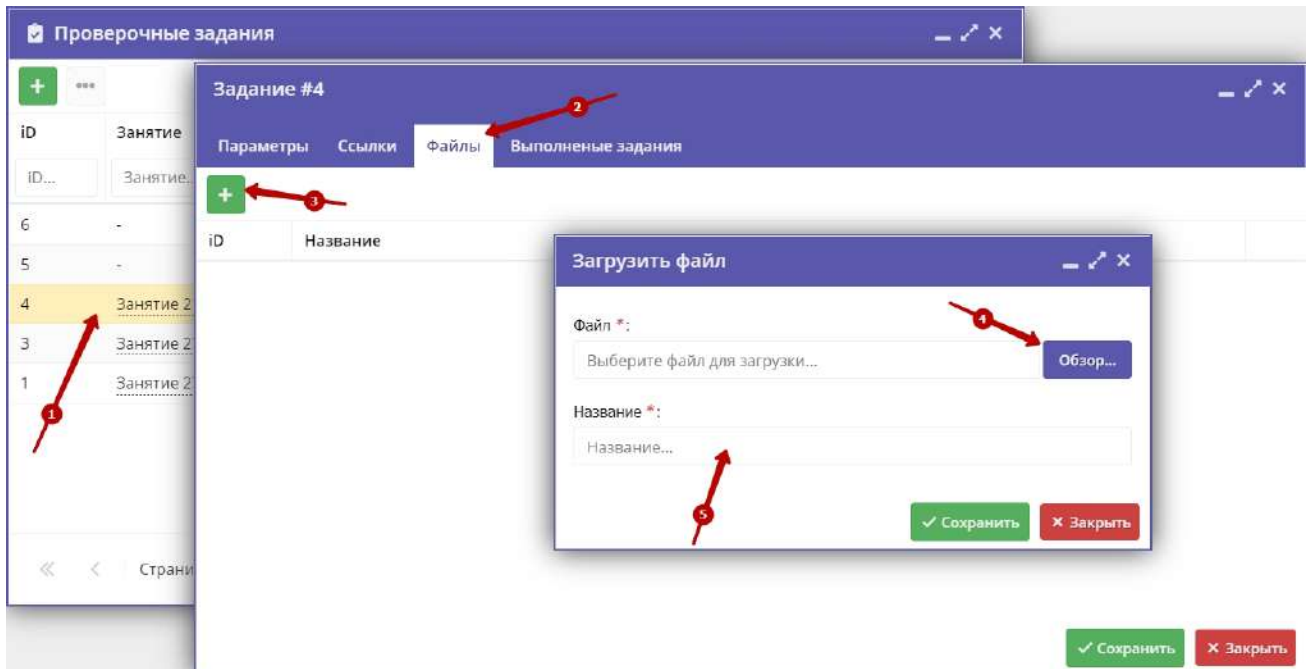 Проверочные задания
Задание #4
Параметры Ссылки Файлы Выполненые задания
iD Занятие
iD... Занятие...
6 -
5 -
4 Занятие 2
3 Занятие 2
1 Занятие 2
Страни
iD Название
Загрузить файл
Файл *:
Выберите файл для загрузки... Обзор...
Название *:
Название...
Сохранить Закрыть
Сохранить Закрыть
1
2
3
4
5